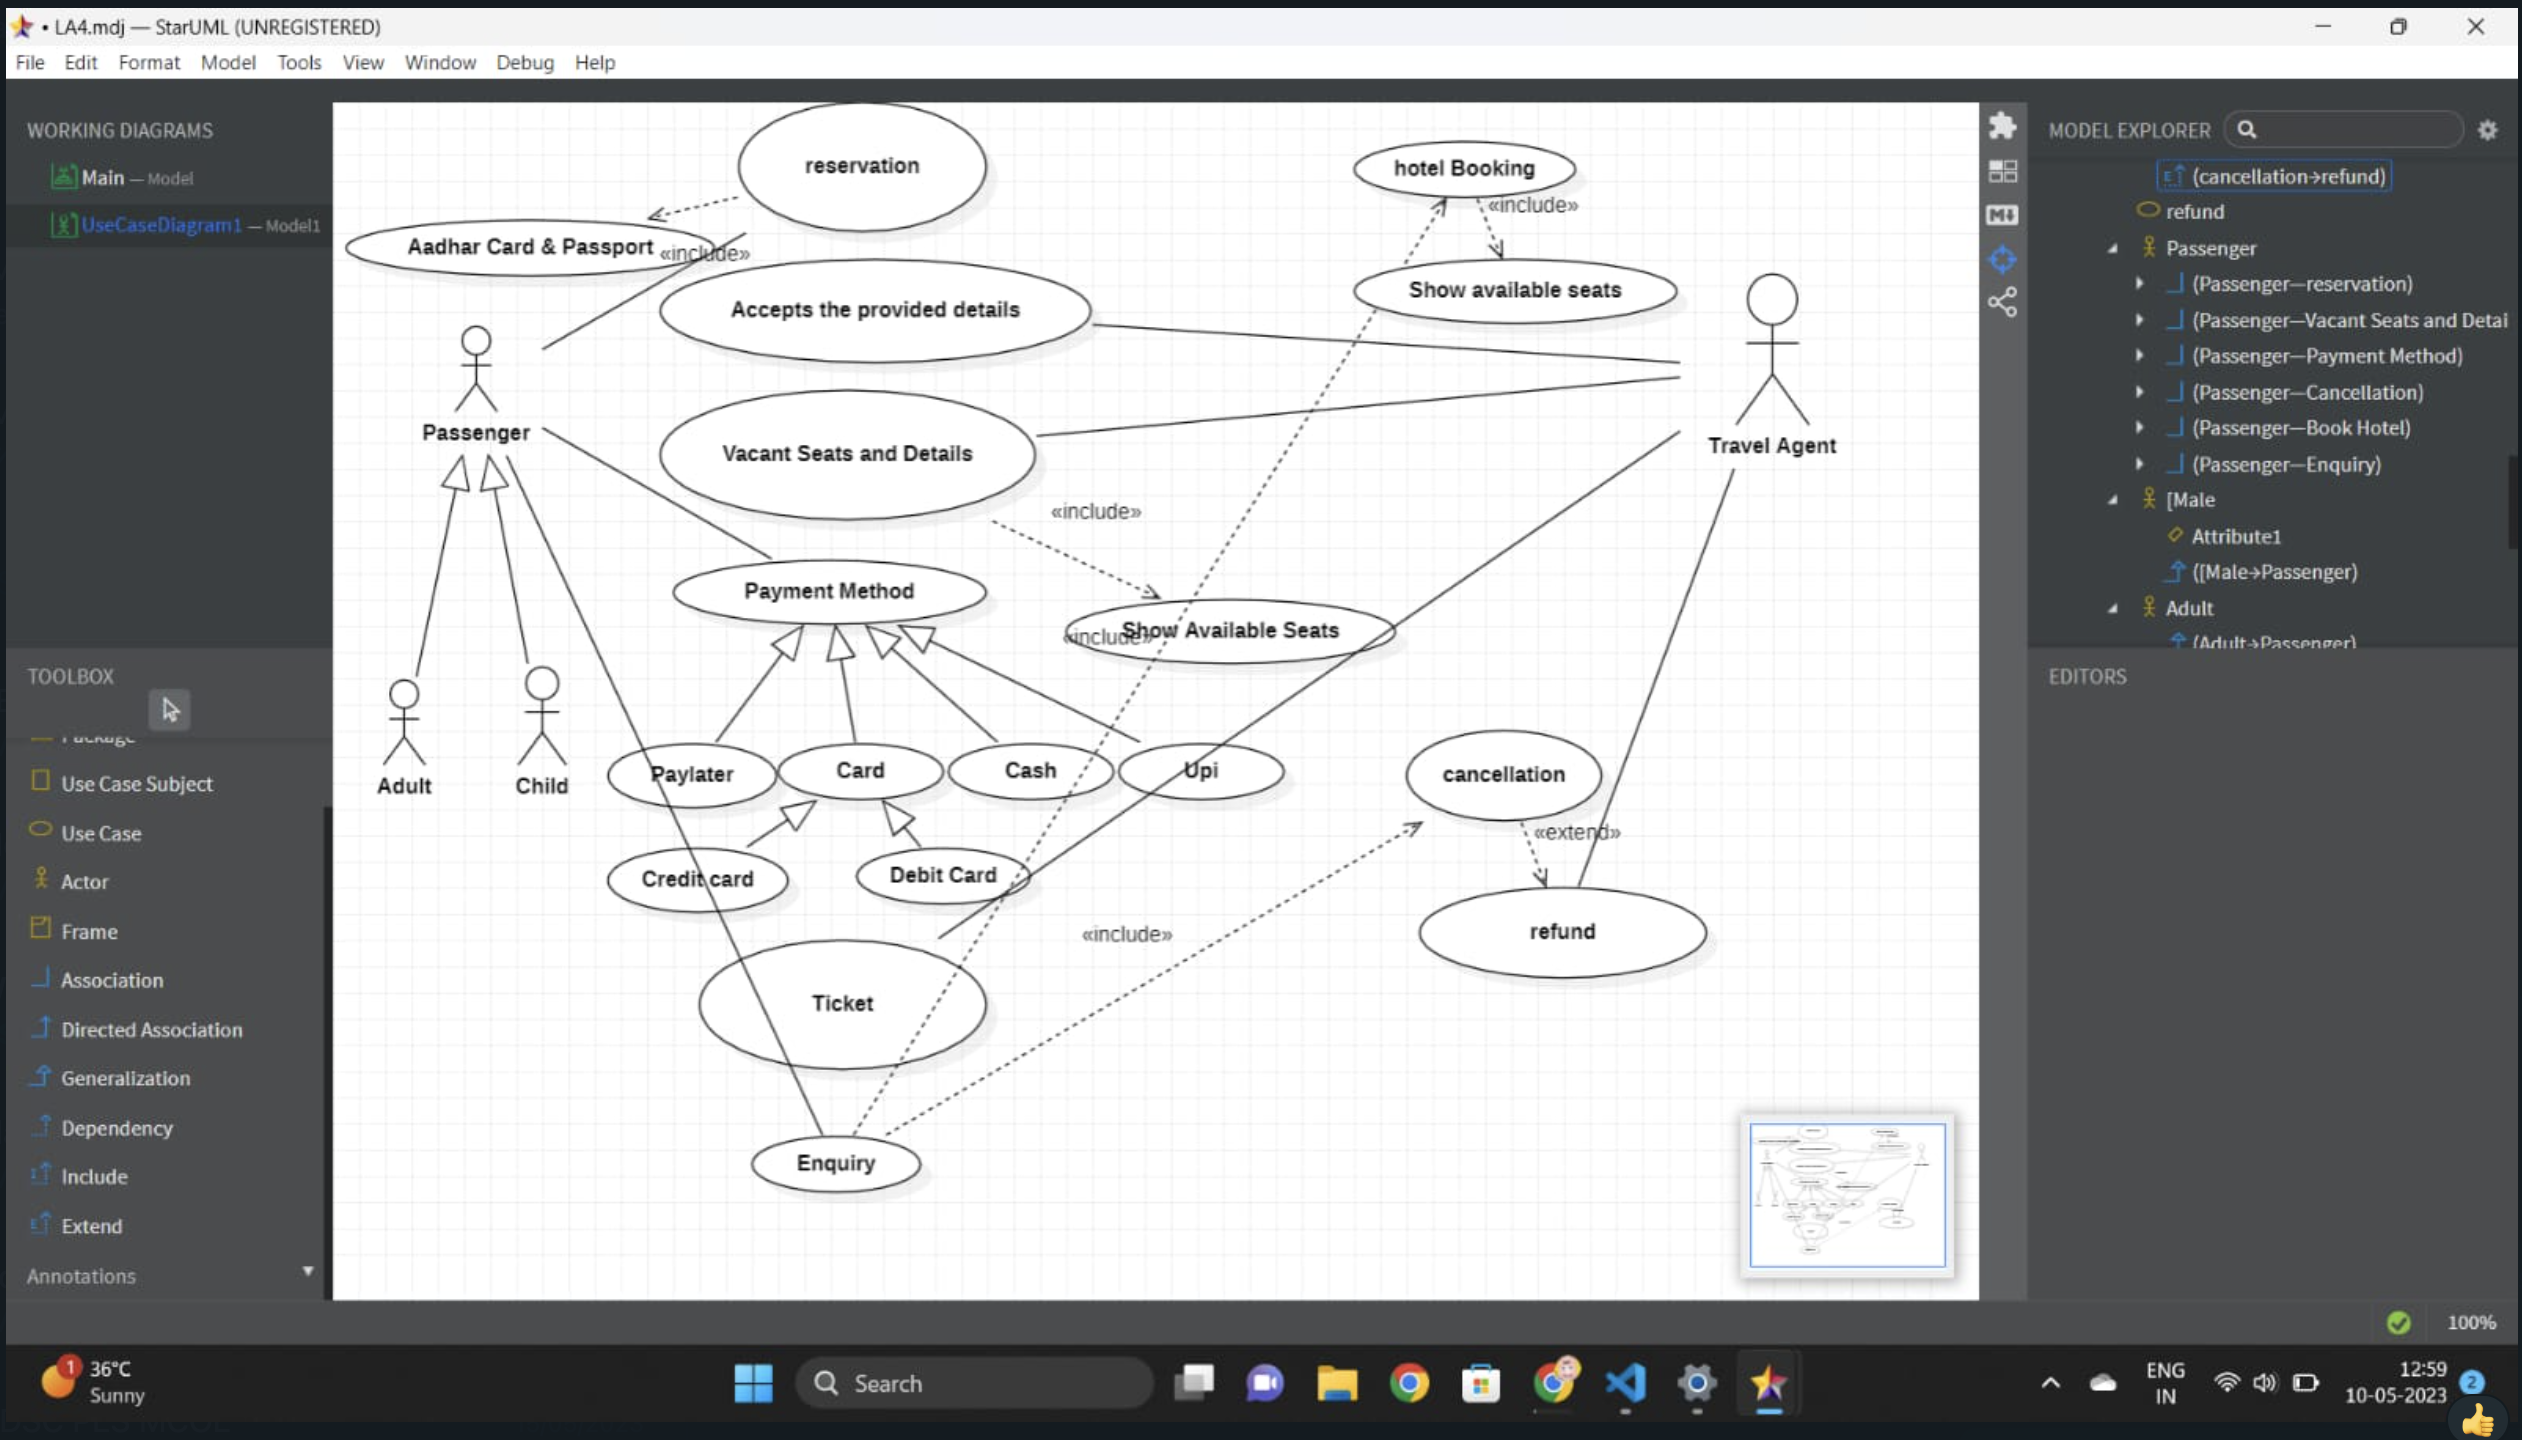 • LA4.mdj — StarUML (UNREGISTERED)
File Edit Format Model Tools View Window Debug Help
WORKING DIAGRAMS
Main — Model
UseCaseDiagram1 — Model1
TOOLBOX
Package
Use Case Subject
Use Case
Actor
Frame
Association
Directed Association
Generalization
Dependency
Include
Extend
Annotations
reservation
hotel Booking
«include»
Aadhar Card & Passport
«include»
Show available seats
Accepts the provided details
Passenger
Travel Agent
Vacant Seats and Details
«include»
Payment Method
«include»
Show Available Seats
Adult
Child
Paylater
Card
Cash
Upi
cancellation
«extend»
Credit card
Debit Card
«include»
refund
Ticket
Enquiry
MODEL EXPLORER
(cancellation→refund)
refund
Passenger
(Passenger—reservation)
(Passenger—Vacant Seats and Detai
(Passenger—Payment Method)
(Passenger—Cancellation)
(Passenger—Book Hotel)
(Passenger—Enquiry)
[Male
Attribute1
([Male→Passenger)
Adult
(Adult→Passenger)
EDITORS
M
100%
1
36°C
Sunny
Search
ENG
IN
12:59
10-05-2023
2